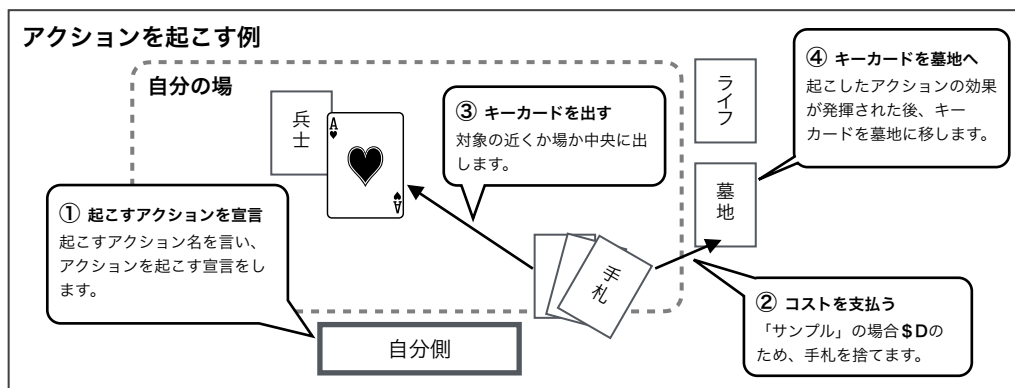 アクションを起こす例
自分の場
兵士
A
A
① 起こすアクションを宣言
起こすアクション名を言い、
アクションを起こす宣言をし
ます。
③ キーカードを出す
対象の近くか場か中央に出
します。
ライフ
墓地
④ キーカードを墓地へ
起こしたアクションの効果
が発揮された後、キー
カードを墓地に移します。
手札
② コストを支払う
「サンプル」の場合$Dの
ため、手札を捨てます。
自分側